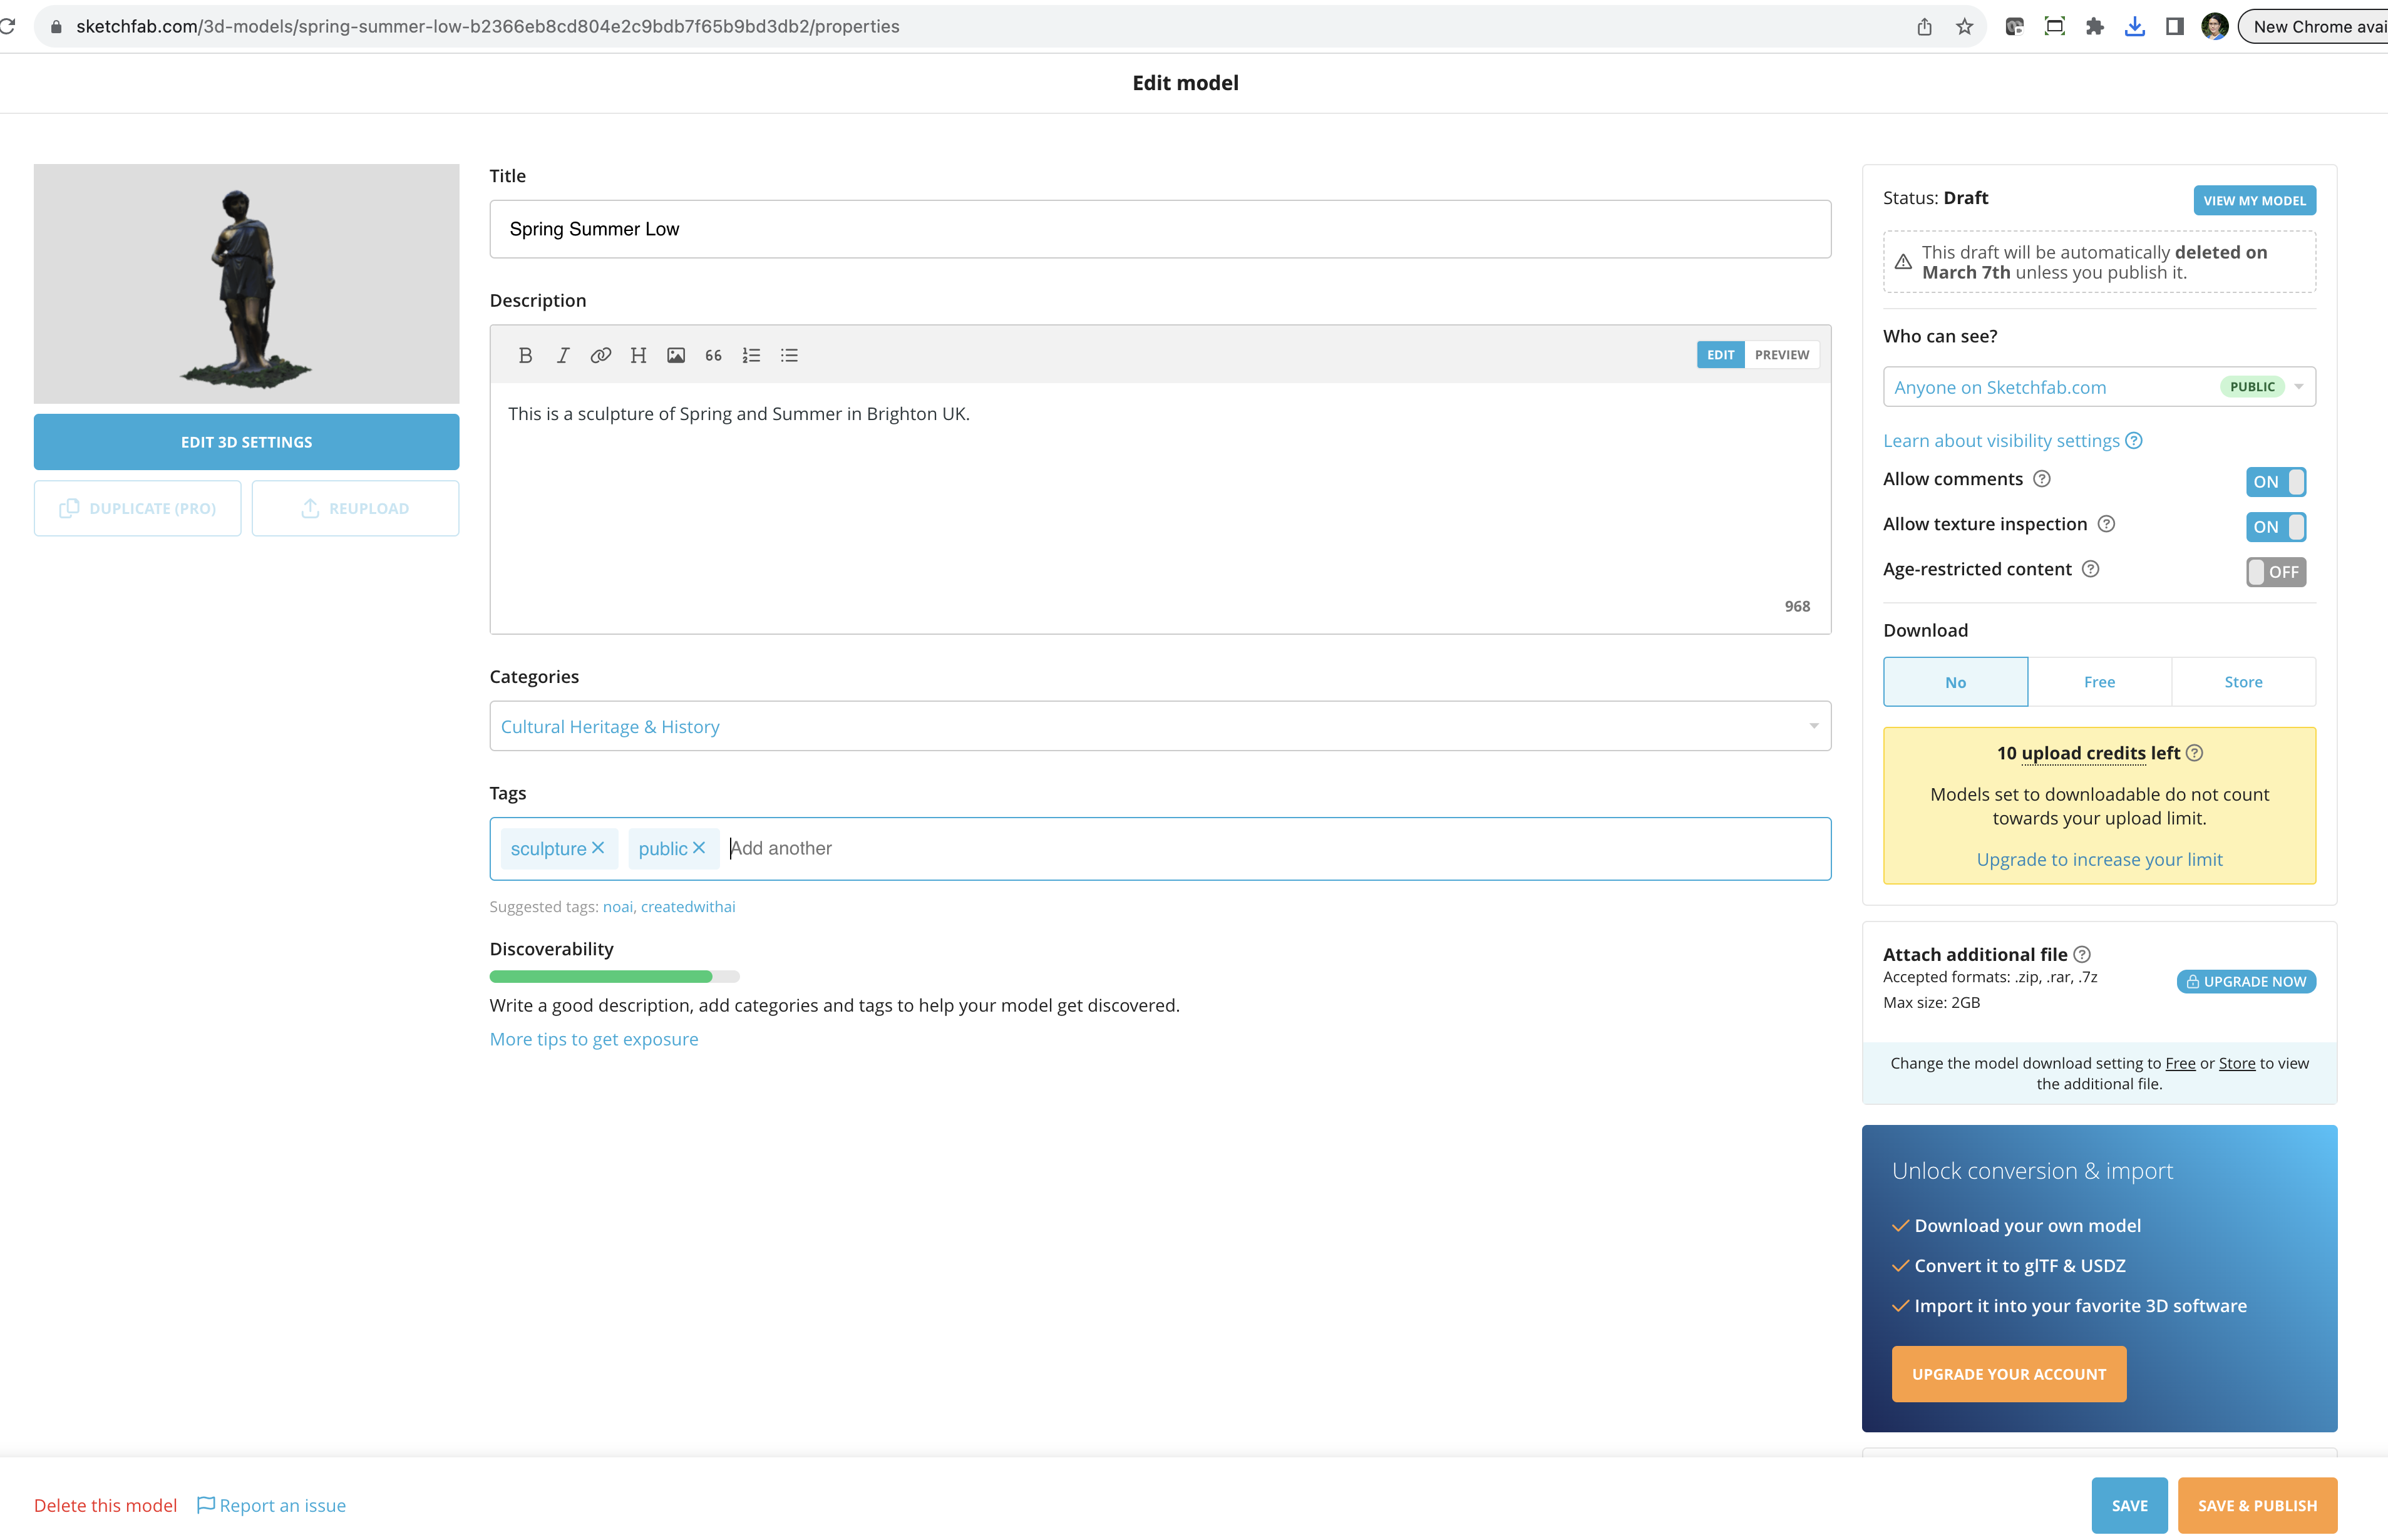 sketchfab.com/3d-models/spring-summer-low-b2366eb8cd804e2c9bdb7f65b9bd3db2/properties
New Chrome avai
Edit model
EDIT 3D SETTINGS
DUPLICATE (PRO)
REUPLOAD
Title
Spring Summer Low
Description
B I H 66
EDIT PREVIEW
This is a sculpture of Spring and Summer in Brighton UK.
968
Categories
Cultural Heritage & History
Tags
sculpture public Add another
Suggested tags: noai, createdwithai
Discoverability
Write a good description, add categories and tags to help your model get discovered.
More tips to get exposure
Status: Draft
VIEW MY MODEL
This draft will be automatically deleted on
March 7th unless you publish it.
Who can see?
Anyone on Sketchfab.com PUBLIC
Learn about visibility settings ?
Allow comments ? ON
Allow texture inspection ? ON
Age-restricted content ? OFF
Download
No Free Store
10 upload credits left ?
Models set to downloadable do not count
towards your upload limit.
Upgrade to increase your limit
Attach additional file ?
Accepted formats: .zip, .rar, .7z
Max size: 2GB
UPGRADE NOW
Change the model download setting to Free or Store to view
the additional file.
Unlock conversion & import
Download your own model
Convert it to glTF & USDZ
Import it into your favorite 3D software
UPGRADE YOUR ACCOUNT
Delete this model Report an issue
SAVE SAVE & PUBLISH